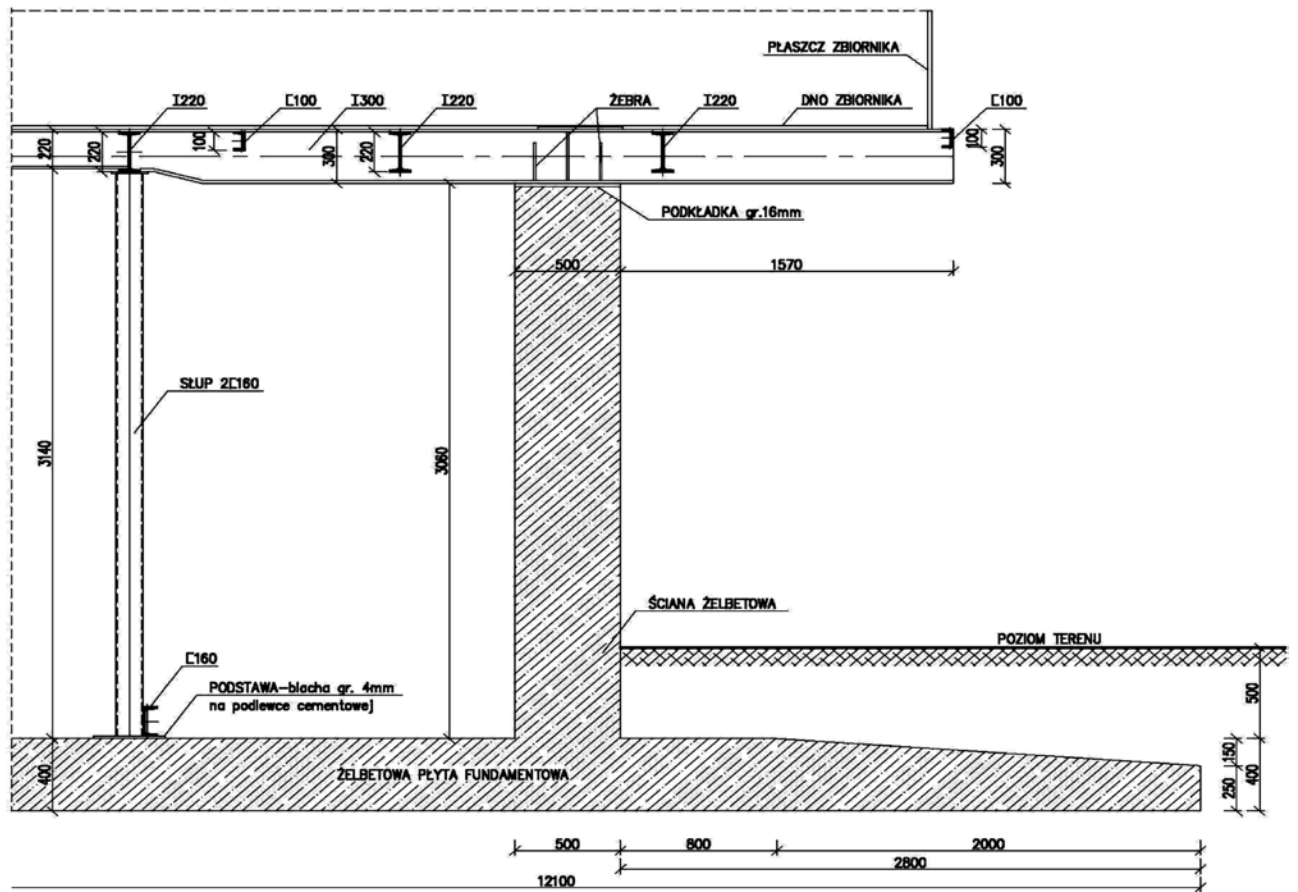 PŁASZCZ ZBIORNIKA
I220
[100
I300
I220
ŻEBRA
I220
DNO ZBIORNIKA
[100
220
220
100
300
220
100
300
PODKŁADKA gr.16mm
500
1570
SŁUP 2[160
3140
3060
ŚCIANA ŻELBETOWA
POZIOM TERENU
[160
PODSTAWA-blacha gr. 4mm
na podlewce cementowej
500
400
ŻELBETOWA PŁYTA FUNDAMENTOWA
150
250
400
500
800
2000
2800
12100